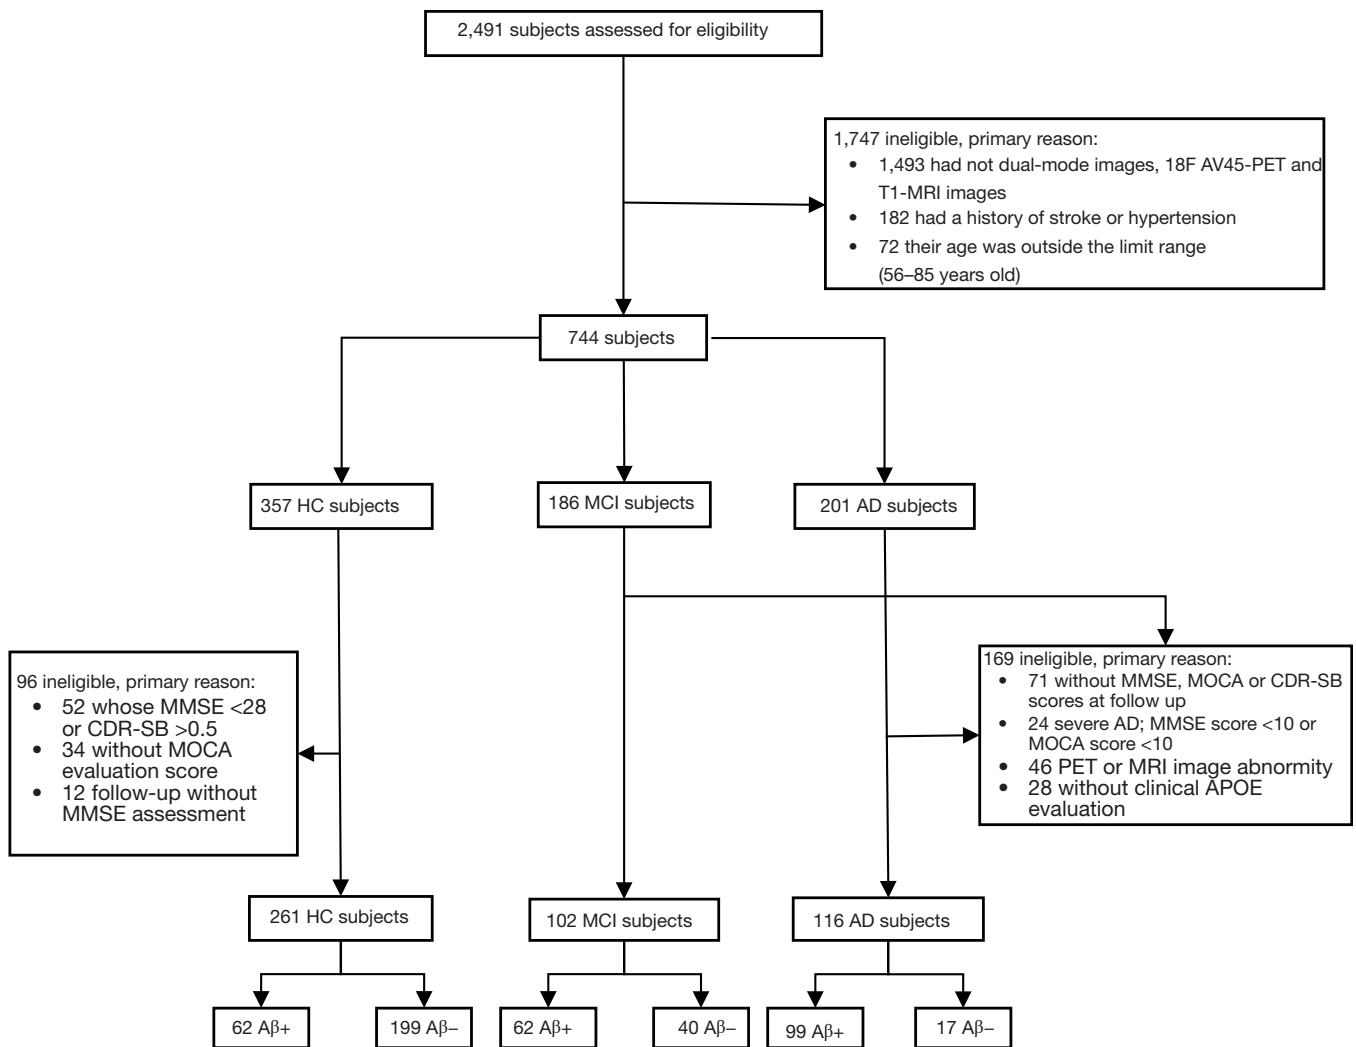 2,491 subjects assessed for eligibility
1,747 ineligible, primary reason:
• 1,493 had not dual-mode images, 18F AV45-PET and
T1-MRI images
• 182 had a history of stroke or hypertension
• 72 their age was outside the limit range
(56–85 years old)
744 subjects
357 HC subjects
186 MCI subjects
201 AD subjects
96 ineligible, primary reason:
• 52 whose MMSE <28
or CDR-SB >0.5
• 34 without MOCA
evaluation score
• 12 follow-up without
MMSE assessment
169 ineligible, primary reason:
• 71 without MMSE, MOCA or CDR-SB
scores at follow up
• 24 severe AD; MMSE score <10 or
MOCA score <10
• 46 PET or MRI image abnormity
• 28 without clinical APOE
evaluation
261 HC subjects
102 MCI subjects
116 AD subjects
62 Aβ+
199 Aβ−
62 Aβ+
40 Aβ−
99 Aβ+
17 Aβ−